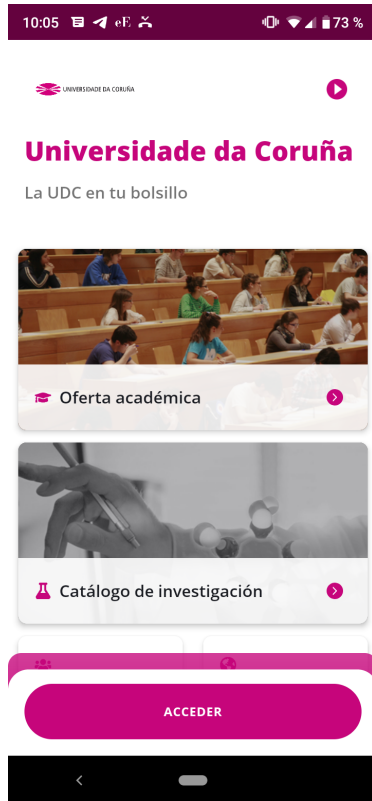 10:05 eE 73 %
UNIVERSIDADE DA CORUÑA
Universidade da Coruña
La UDC en tu bolsillo
Oferta académica
Catálogo de investigación
ACCEDER